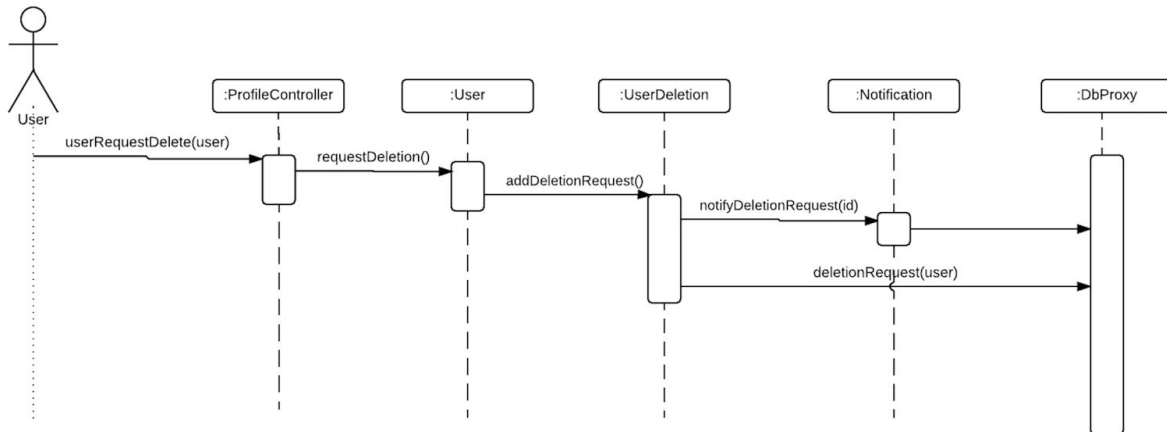 :ProfileController
:User
:UserDeletion
:Notification
:DbProxy
User
userRequestDelete(user)
requestDeletion()
addDeletionRequest()
notifyDeletionRequest(id)
deletionRequest(user)